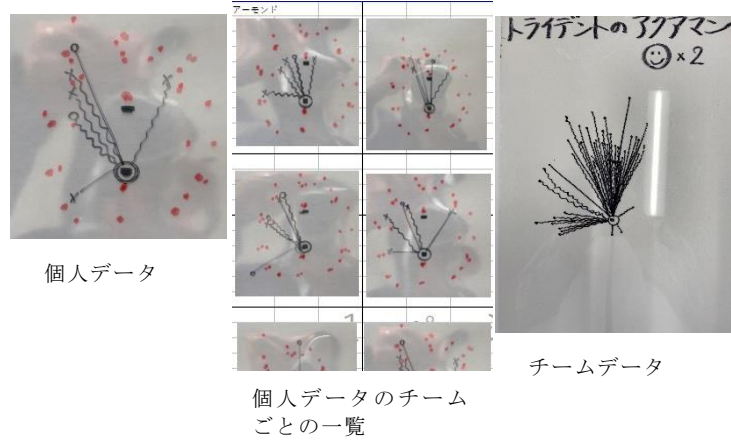 アーモンド
トライデントのアクアマン
×2
個人データ
チームデータ
個人データのチーム
ごとの一覧